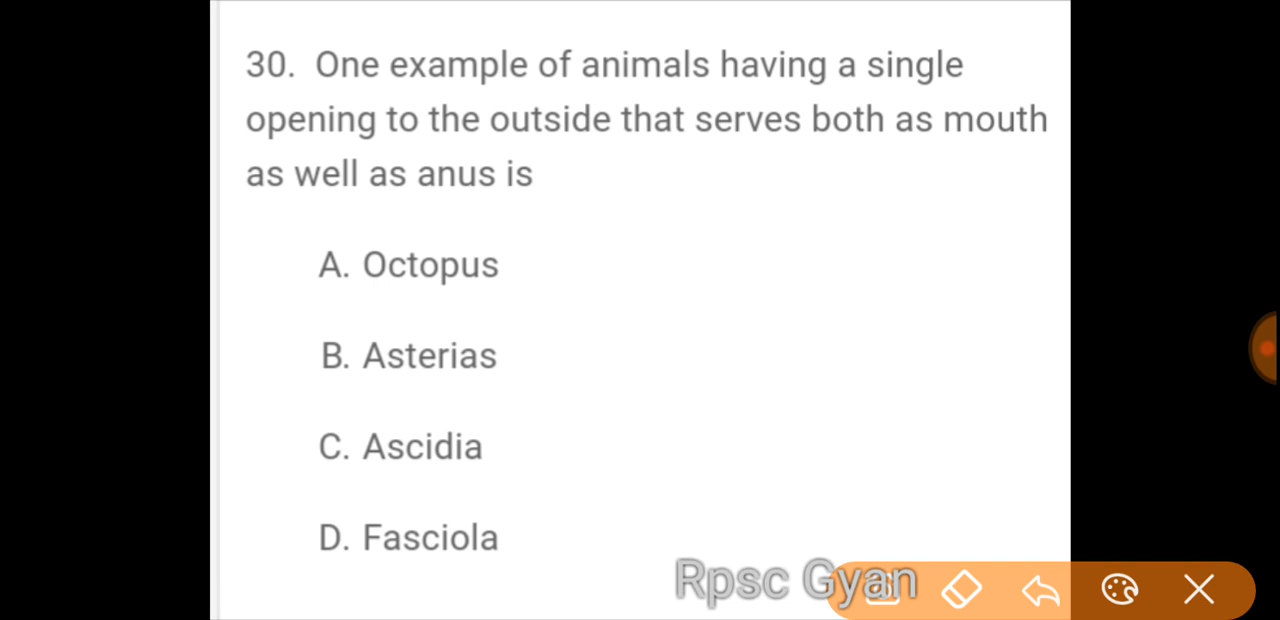 30. One example of animals having a single
opening to the outside that serves both as mouth
as well as anus is
A. Octopus
B. Asterias
C. Ascidia
D. Fasciola
Rpsc Gyan